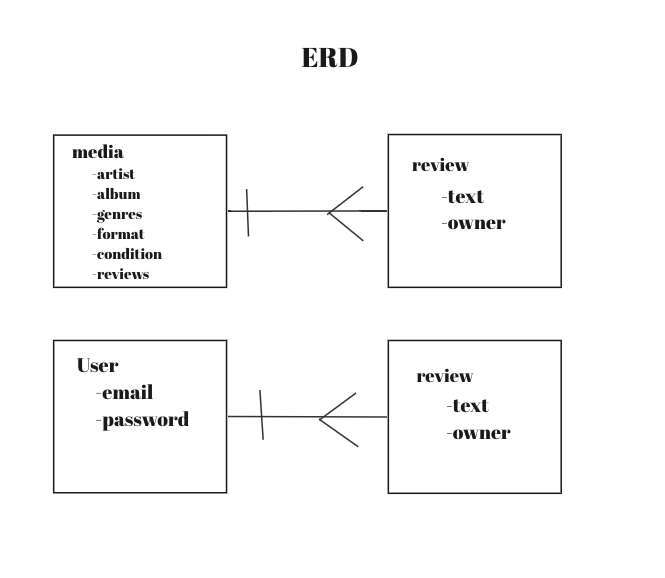 ERD
media
-artist
-album
-genres
-format
-condition
-reviews
review
-text
-owner
User
-email
-password
review
-text
-owner